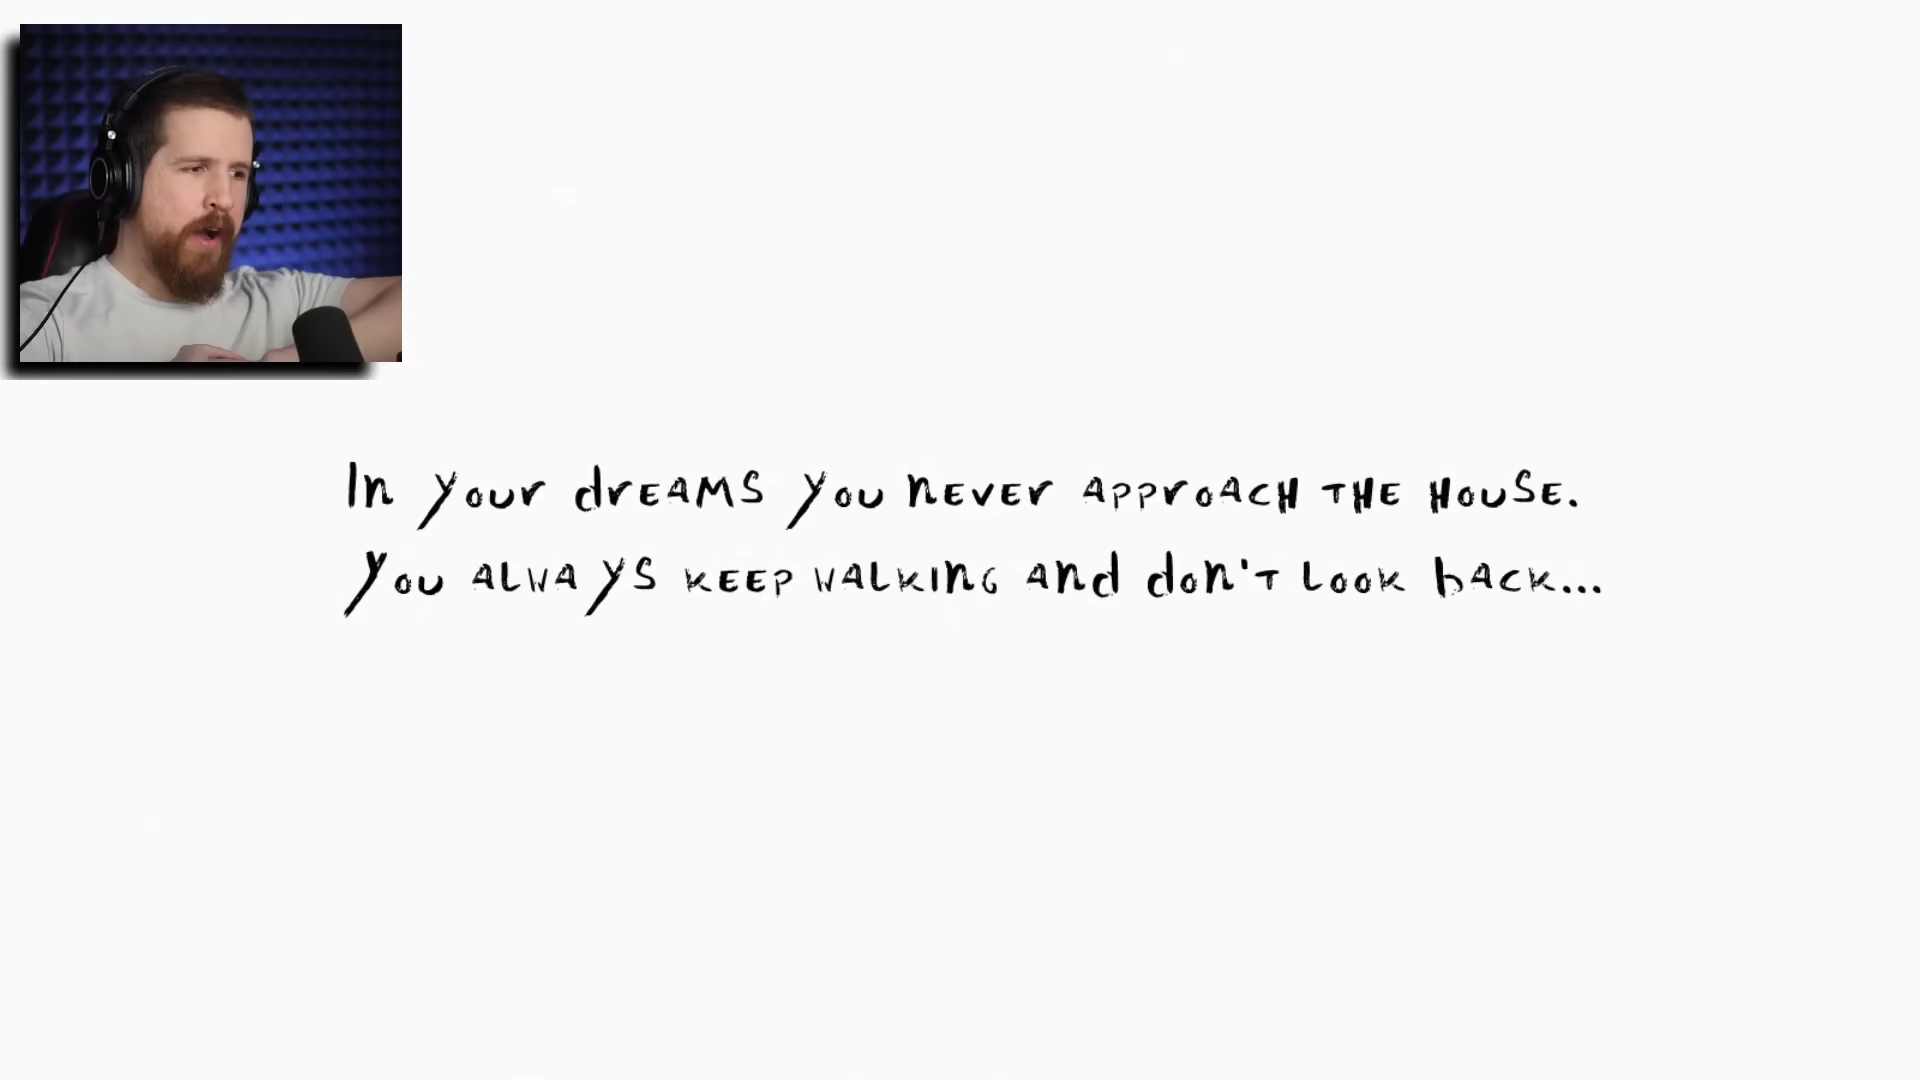 In your dreams you never approach the house.
You always keep walking and don't look back...